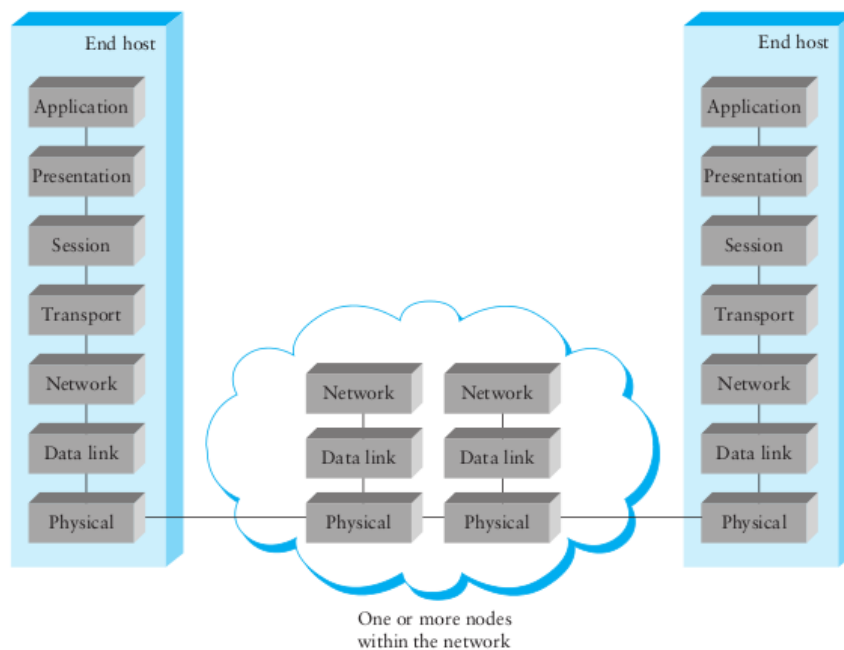 End host
Application
Presentation
Session
Transport
Network
Data link
Physical
Network
Data link
Physical
Network
Data link
Physical
End host
Application
Presentation
Session
Transport
Network
Data link
Physical
One or more nodes
within the network